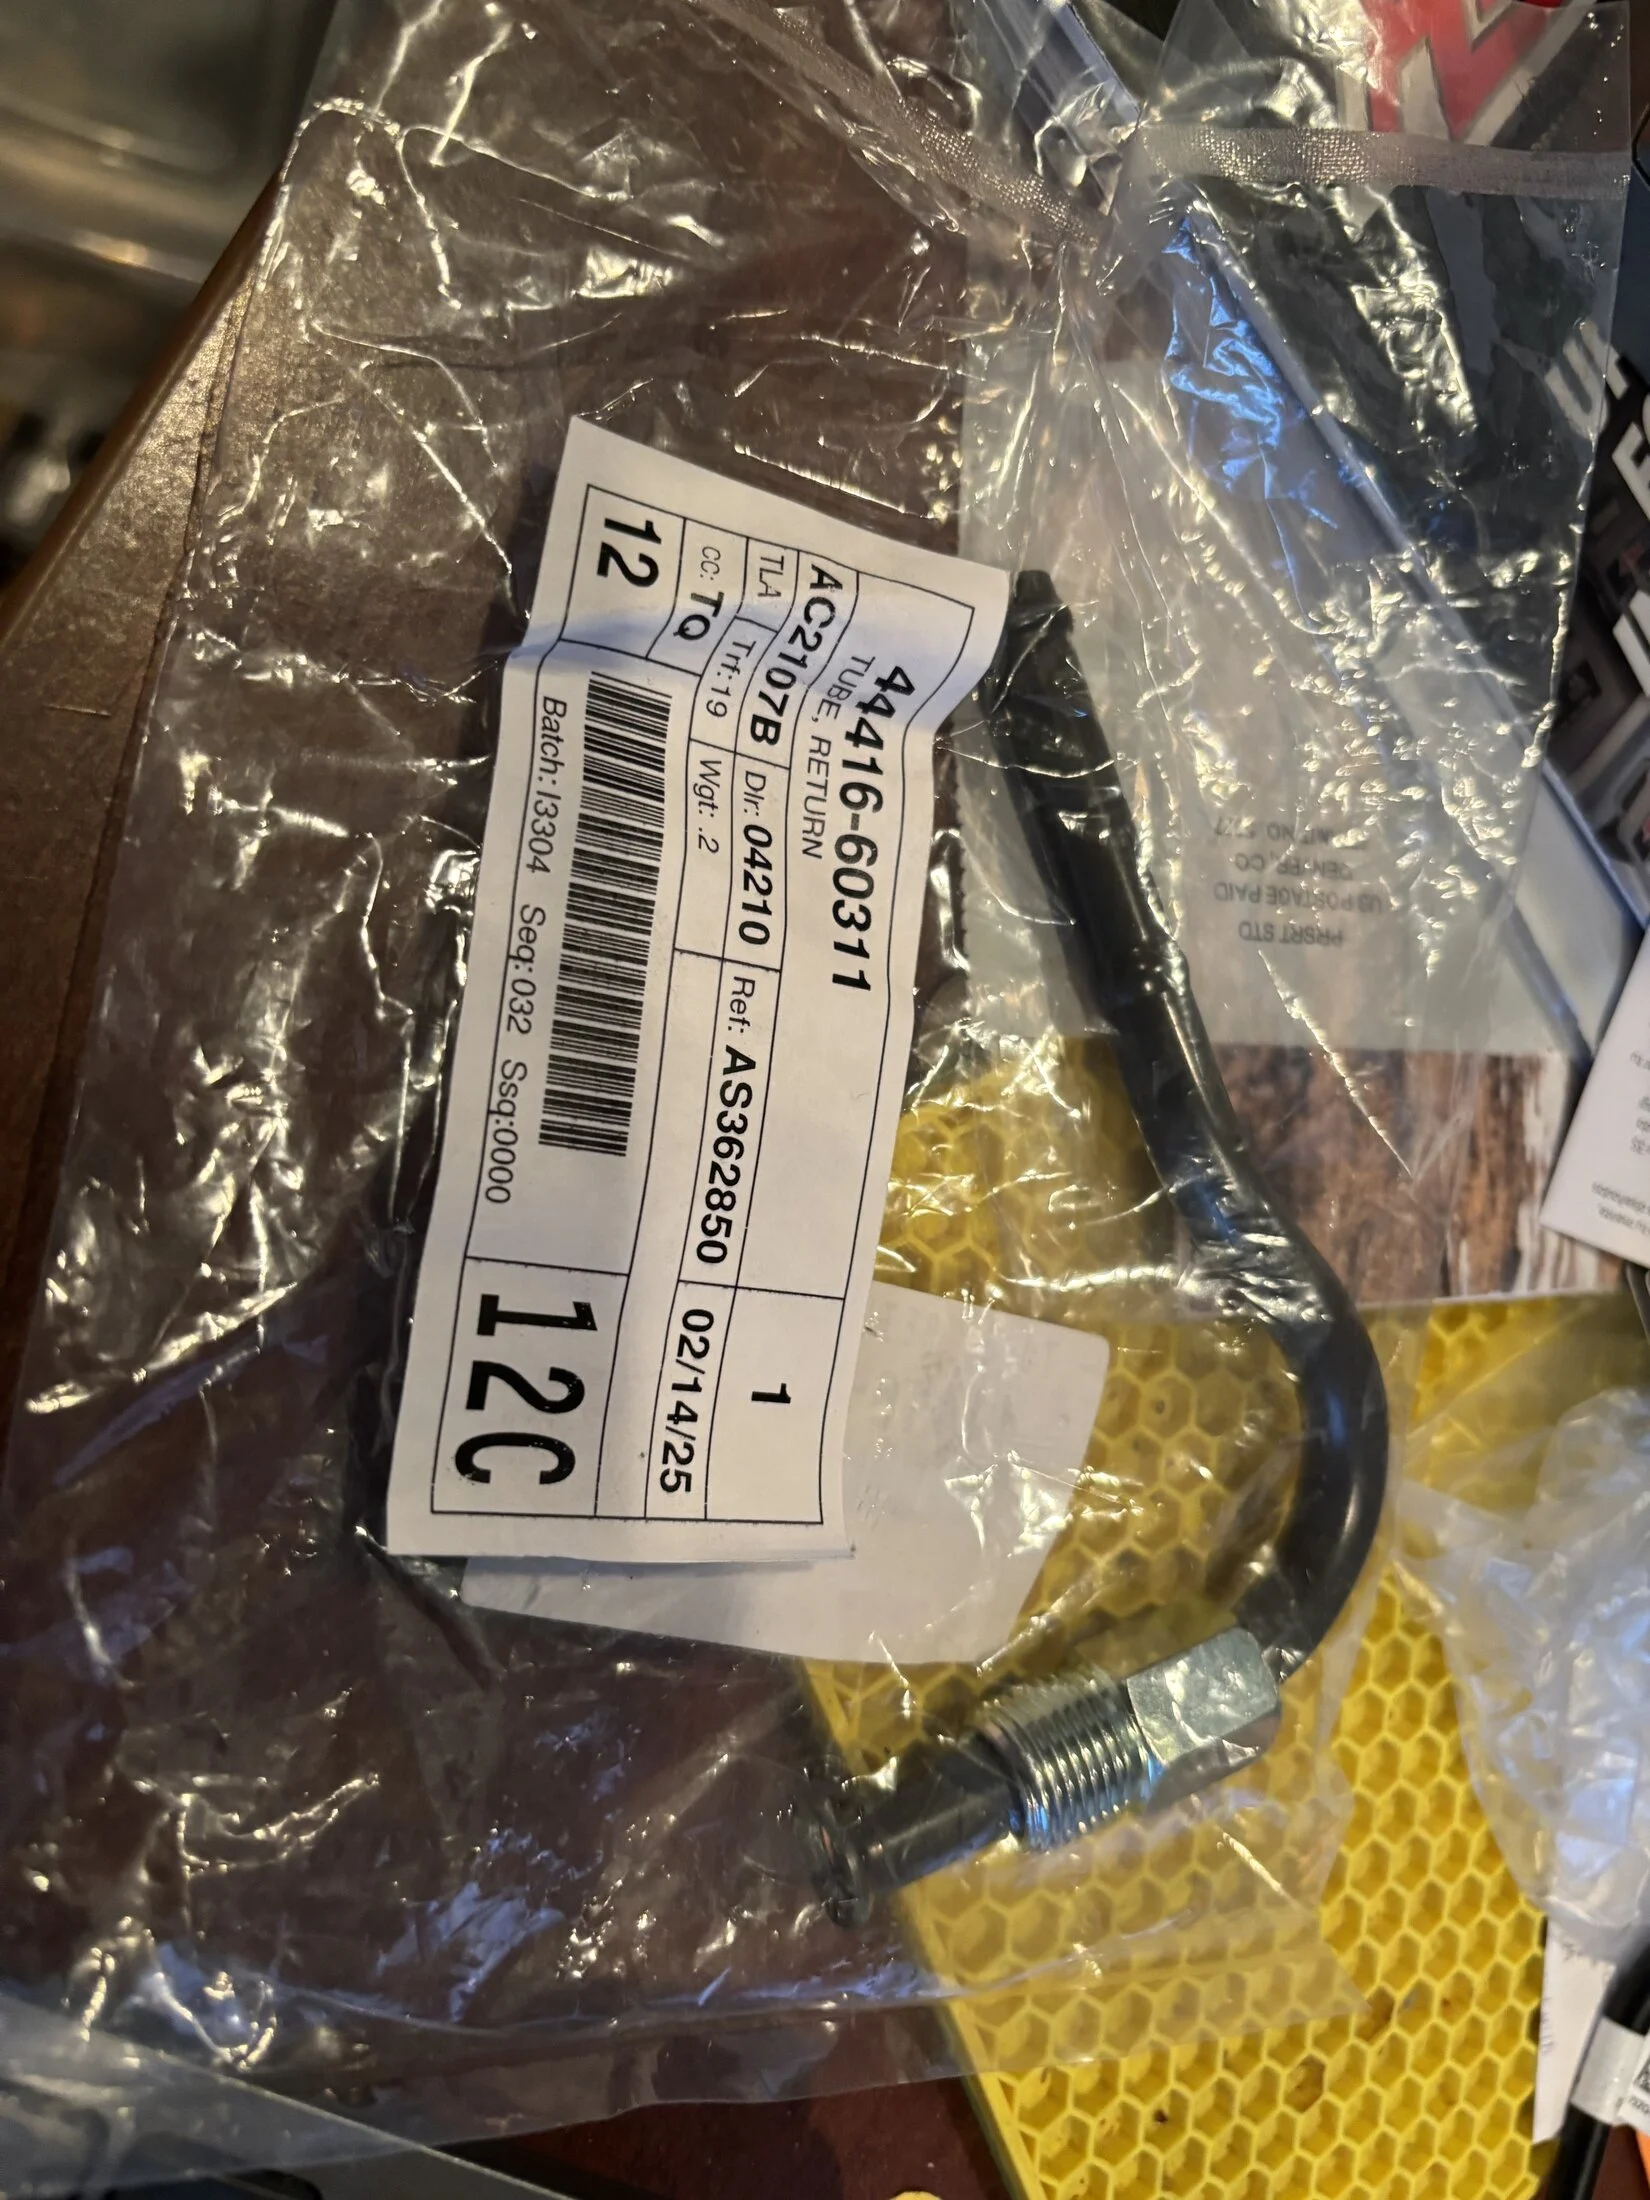 44416-60311
TUBE, RETURN
1
AC2107B Dlr: 04210 Ref: AS362850 02/14/25
TLA Trf: 19 Wgt: .2
cc: TQ
12
12C
Batch: I3304 Seq: 032 Ssq: 0000
PRSRT STD
US POSTAGE PAID